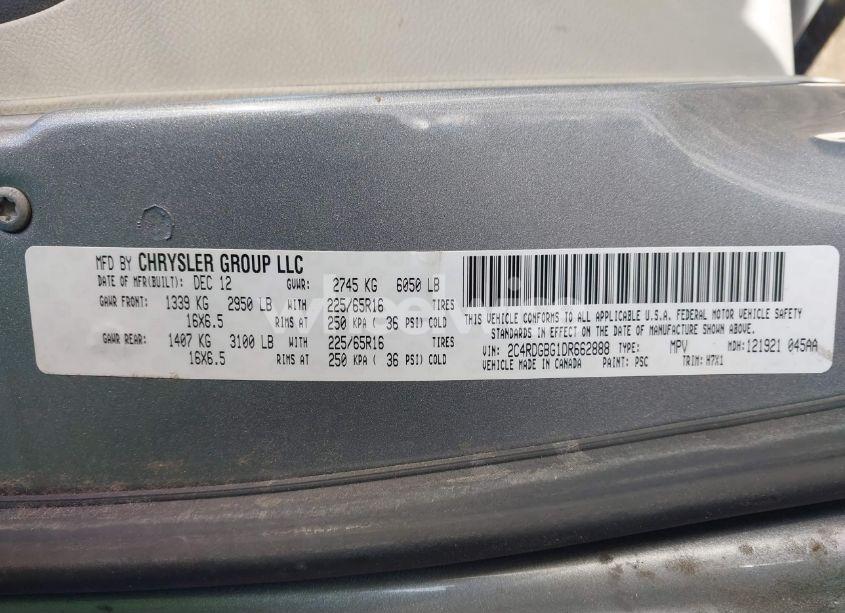 MFD BY CHRYSLER GROUP LLC
DATE OF MFR(BUILT): DEC 12 GVWR: 2745 KG 6050 LB
GAWR FRONT: 1339 KG 2950 LB WITH 225/65R16 TIRES
16X6.5 RIMS AT 250 KPA ( 36 PSI) COLD
GAWR REAR: 1407 KG 3100 LB WITH 225/65R16 TIRES
16X6.5 RIMS AT 250 KPA ( 36 PSI) COLD
THIS VEHICLE CONFORMS TO ALL APPLICABLE U.S.A. FEDERAL MOTOR VEHICLE SAFETY
STANDARDS IN EFFECT ON THE DATE OF MANUFACTURE SHOWN ABOVE.
VIN: 2C4RDGBG1DR662888 TYPE: MPV MDH: 121921 045AA
VEHICLE MADE IN CANADA PAINT: PSC TRIM: H7X1